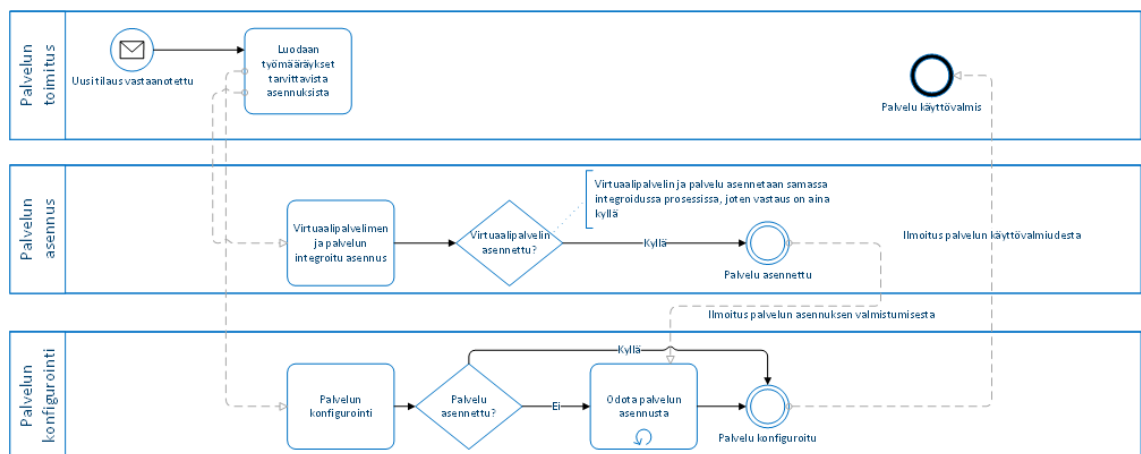 Palvelun
toimitus
Uusi tilaus vastaanotettu
Luodaan
työmääräykset
tarvittavista
asennuksista
Palvelu käyttövalmis
Palvelun
asennus
Virtuaalipalvelimen
ja palvelun
integroitu asennus
Virtuaalipalvelin
asennettu?
Virtuaalipalvelin ja palvelu asennetaan samassa
integroidussa prosessissa, joten vastaus on aina
kyllä
Kyllä
Palvelu asennettu
Ilmoitus palvelun käyttövalmiudesta
Ilmoitus palvelun asennuksen valmistumisesta
Palvelun
konfigurointi
Palvelun
konfigurointi
Palvelu
asennettu?
Kyllä
Ei
Odota palvelun
asennusta
Palvelu konfiguroitu